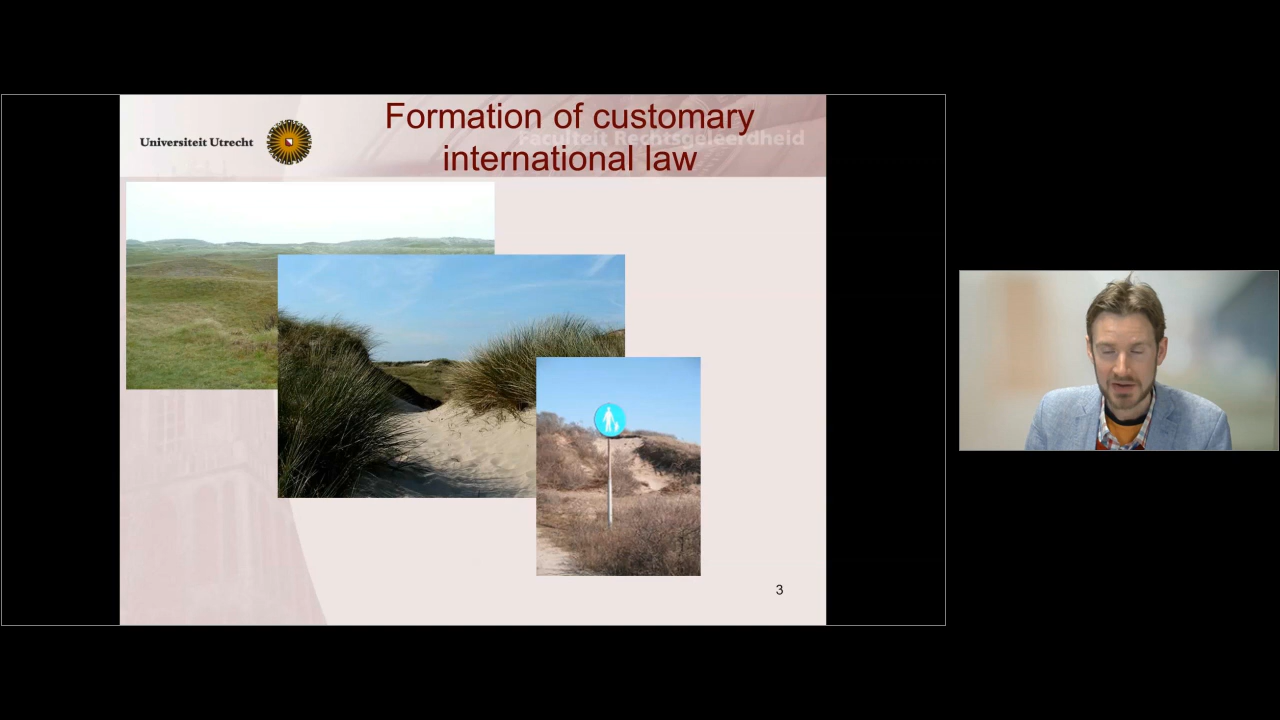 Formation of customary
international law
Universiteit Utrecht
Faculteit Rechtsgeleerdheid
3